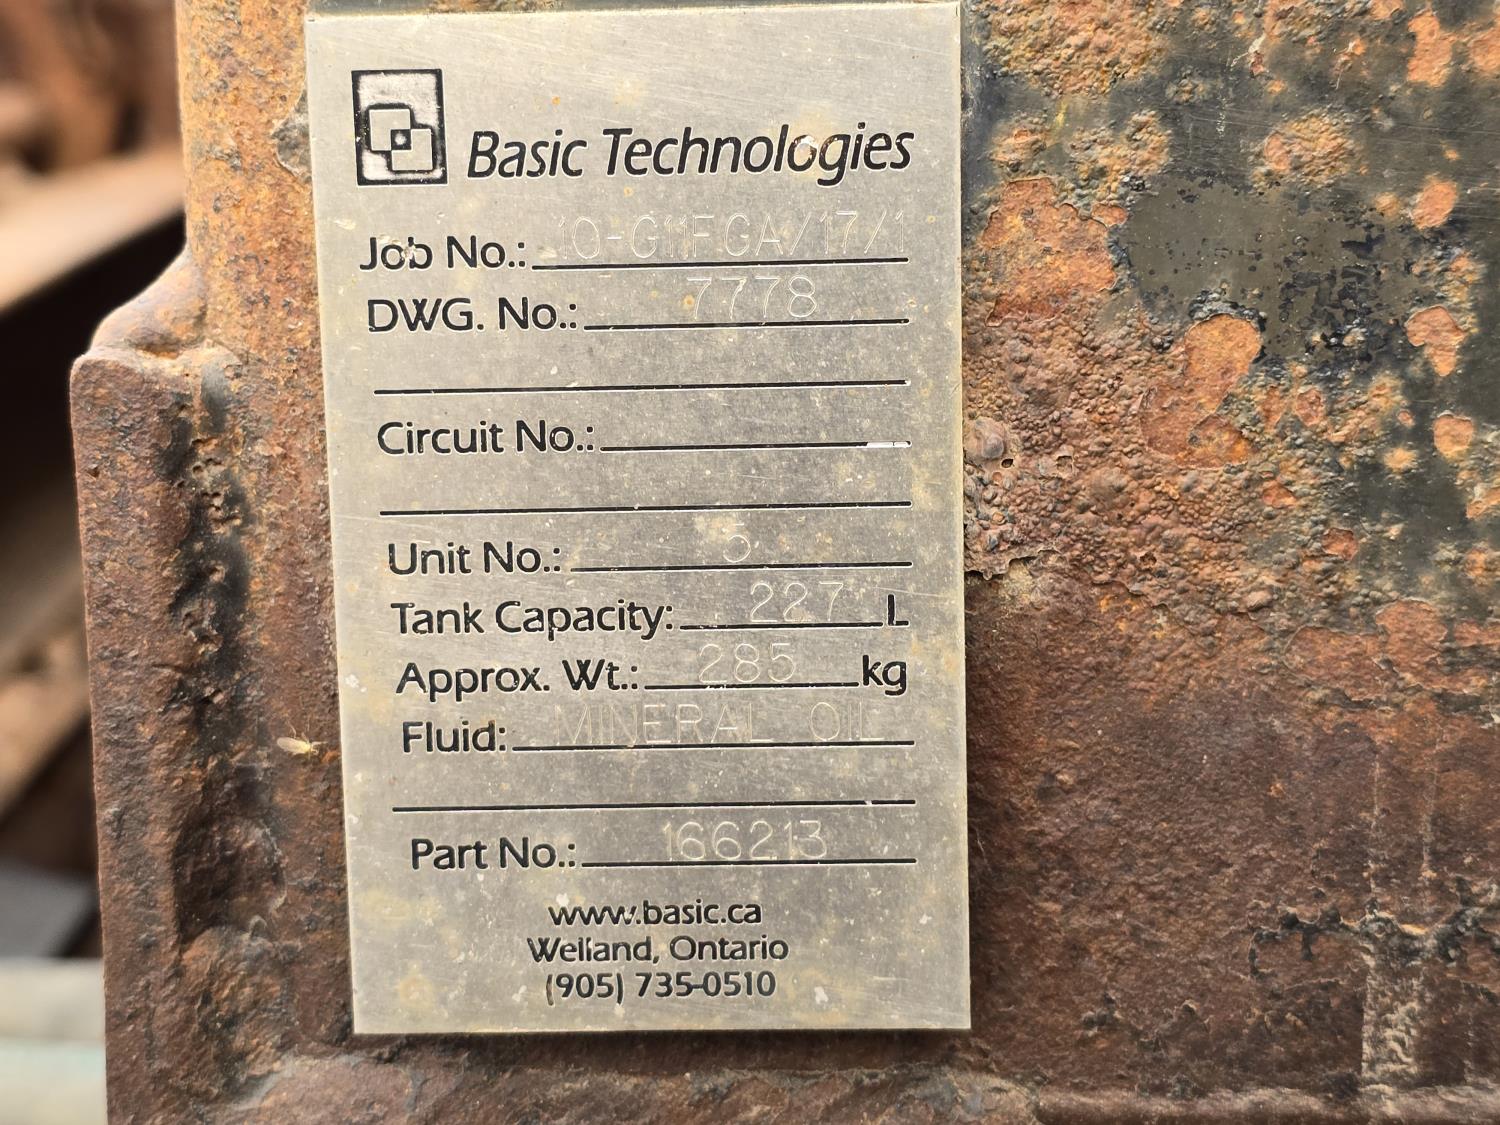 Basic Technologies
Job No.: 10-G11FGA/17/1
DWG. No.: 7778
Circuit No.:
Unit No.: 5
Tank Capacity: 227 L
Approx. Wt.: 285 kg
Fluid: MINERAL OIL
Part No.: 166213
www.basic.ca
Welland, Ontario
(905) 735-0510